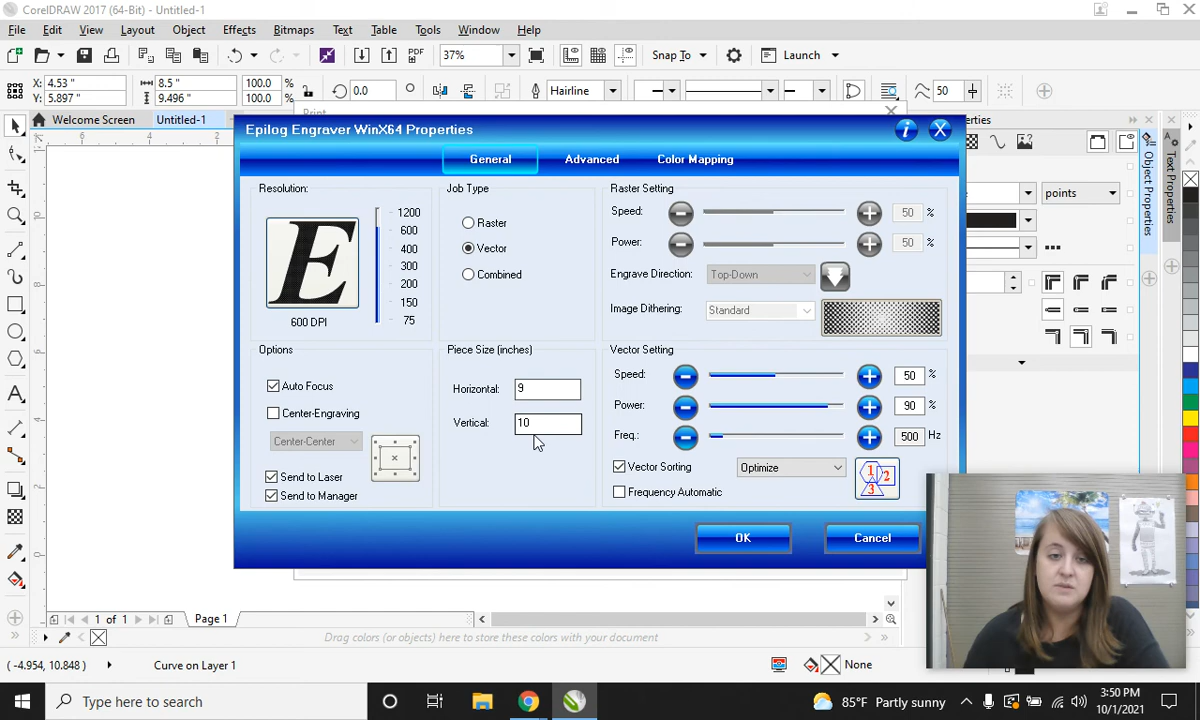 CorelDRAW 2017 (64-Bit) - Untitled-1
File Edit View Layout Object Effects Bitmaps Text Table Tools Window Help
37% Snap To Launch
X: 4.53 " 8.5 " 100.0 %
Y: 5.897 " 9.496 " 100.0 %
0.0 Hairline 50
Welcome Screen Untitled-1
Print
Epilog Engraver WinX64 Properties
General Advanced Color Mapping
Resolution:
1200
600
400
300
200
150
75
E
600 DPI
Job Type
Raster
Vector
Combined
Raster Setting
Speed: 50 %
Power: 50 %
Engrave Direction: Top-Down
Image Dithering: Standard
Options
Auto Focus
Center-Engraving
Center-Center
Send to Laser
Send to Manager
Piece Size (inches)
Horizontal: 9
Vertical: 10
Vector Setting
Speed: 50 %
Power: 90 %
Freq.: 500 Hz
Vector Sorting Optimize
1 2 3
Frequency Automatic
OK Cancel
points
Object Properties
Text Properties
1 of 1 Page 1
Drag colors (or objects) here to store these colors with your document
(-4.954, 10.848 ) Curve on Layer 1 None
Type here to search
85°F Partly sunny
3:50 PM
10/1/2021